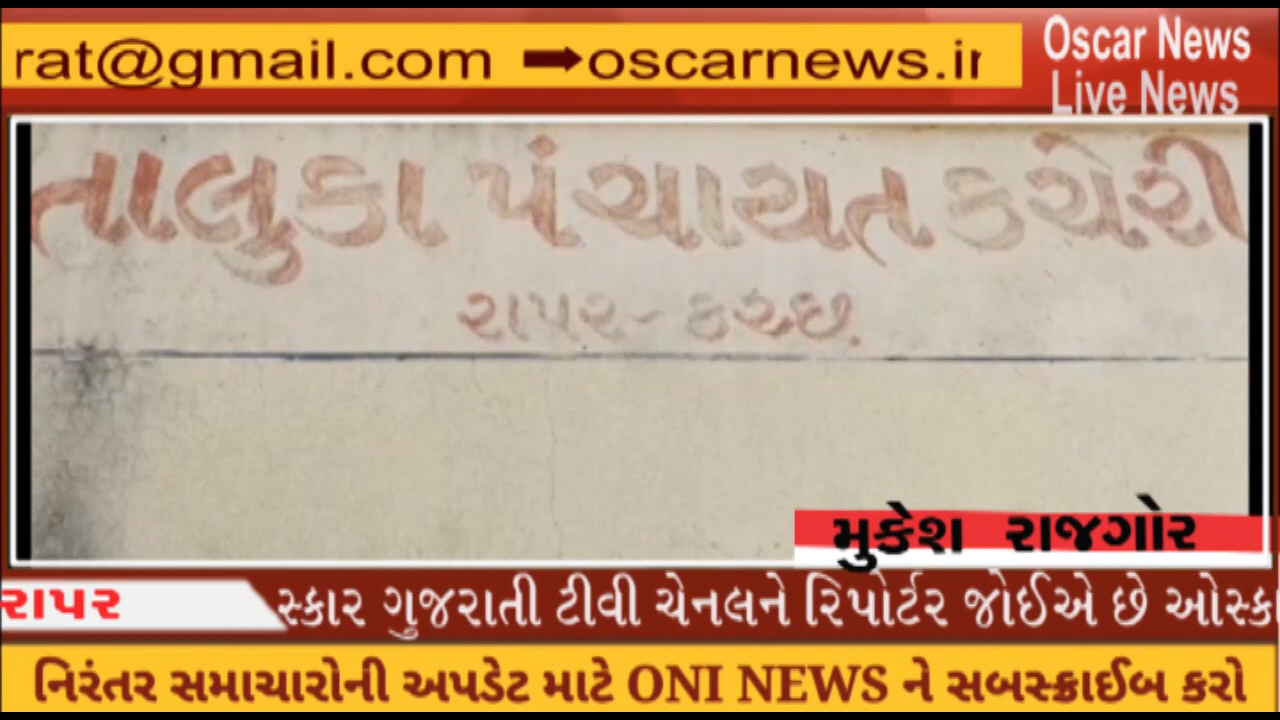 rat@gmail.com ➡oscarnews.in
Oscar News
Live News
તાલુકા પંચાયત કચેરી
રાપર - કચ્છ.
મુકેશ રાજગોર
રાપર
સ્કાર ગુજરાતી ટીવી ચેનલને રિપોર્ટર જોઈએ છે ઓસ્કા
નિરંતર સમાચારોની અપડેટ માટે ONI NEWS ને સબસ્ક્રાઈબ કરો